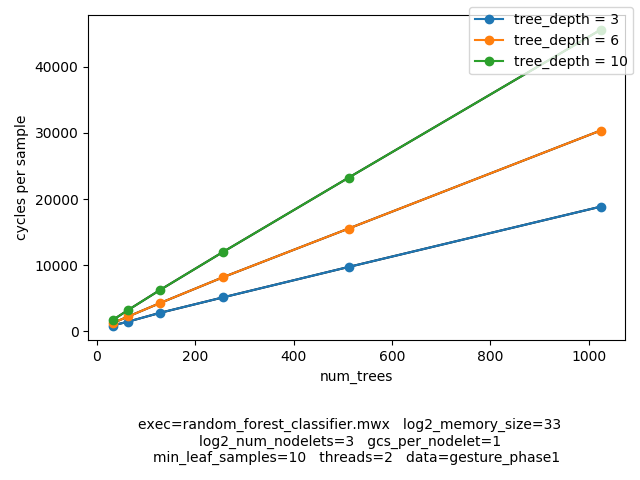 tree_depth = 3
tree_depth = 6
tree_depth = 10
40000
30000
20000
10000
0
cycles per sample
0 200 400 600 800 1000
num_trees
exec=random_forest_classifier.mwx log2_memory_size=33
log2_num_nodelets=3 gcs_per_nodelet=1
min_leaf_samples=10 threads=2 data=gesture_phase1